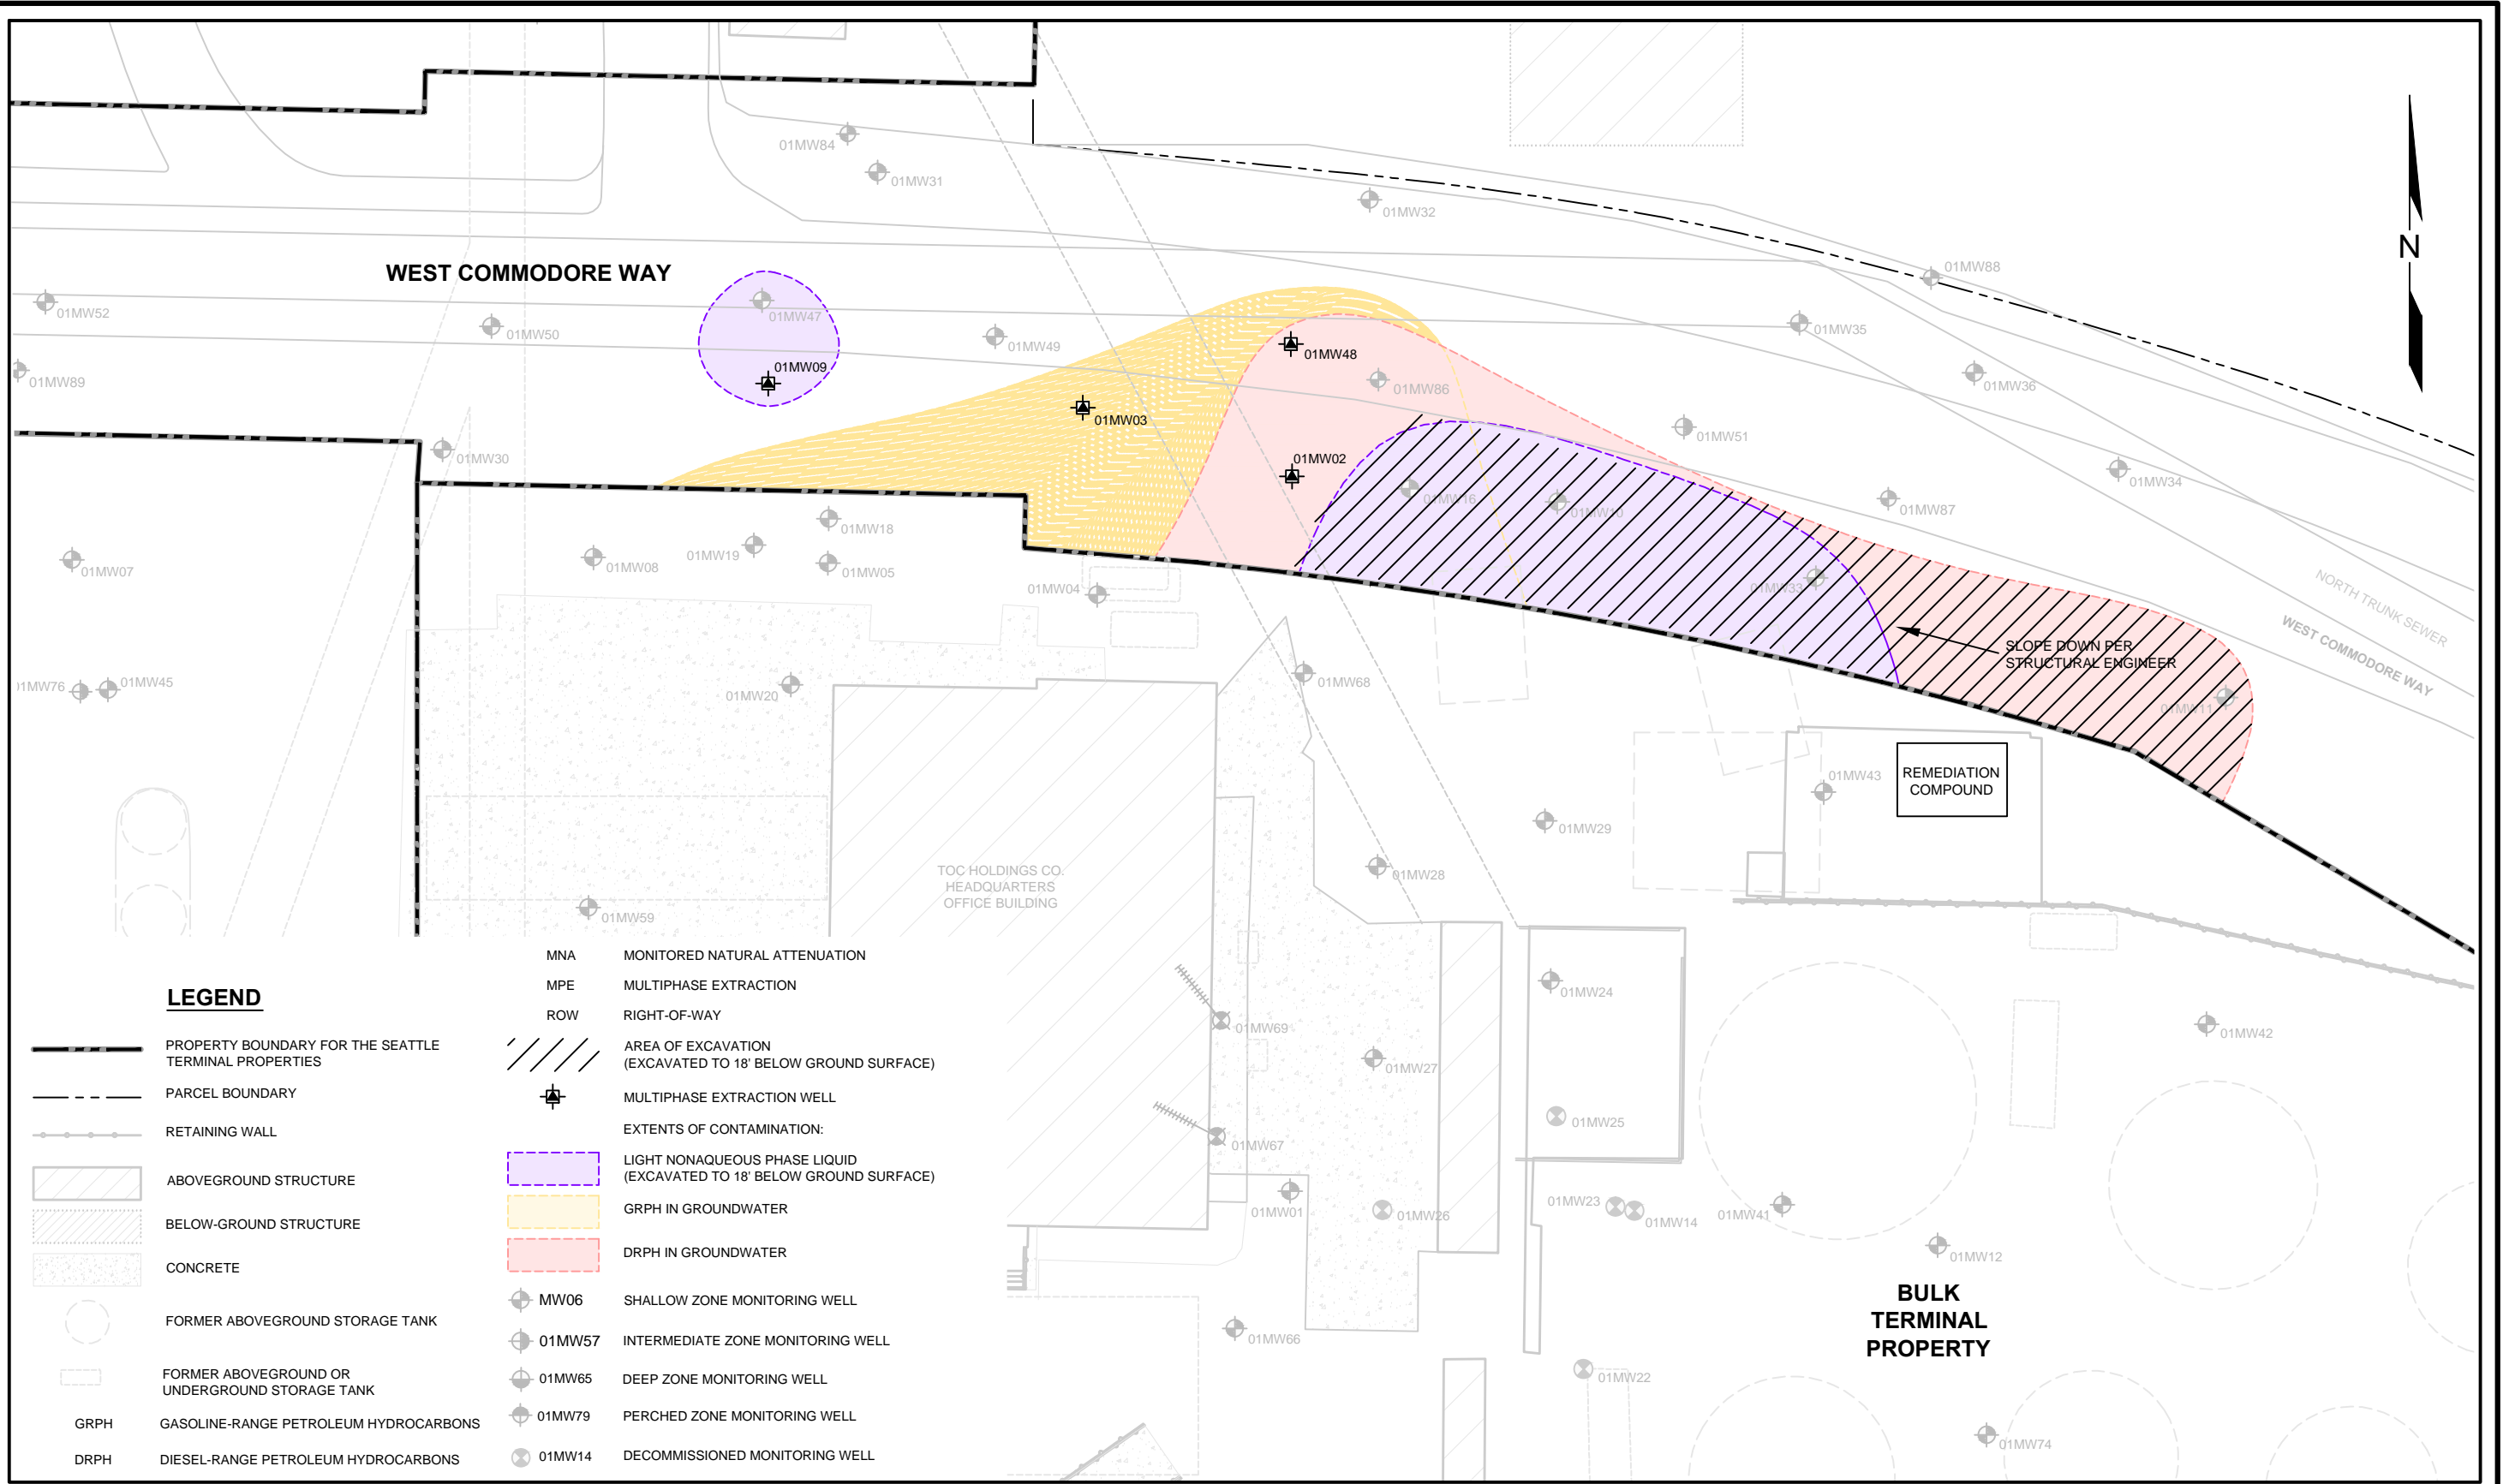 01MW84
01MW31
01MW32
N
WEST COMMODORE WAY
01MW88
01MW52
01MW47
01MW50
01MW49
01MW48
01MW35
01MW89
01MW09
01MW86
01MW36
01MW03
01MW51
01MW30
01MW02
01MW34
01MW16
01MW10
01MW87
01MW18
01MW19
01MW08
01MW05
01MW07
01MW04
01MW33
NORTH TRUNK SEWER
WEST COMMODORE WAY
SLOPE DOWN PER
STRUCTURAL ENGINEER
01MW68
01MW20
)1MW76
01MW45
01MW11
REMEDIATION
COMPOUND
01MW43
01MW29
TOC HOLDINGS CO.
HEADQUARTERS
OFFICE BUILDING
01MW28
01MW59
01MW24
01MW69
01MW42
01MW27
01MW25
01MW67
01MW01
01MW26
01MW23
01MW14
01MW41
01MW12
BULK
TERMINAL
PROPERTY
01MW66
01MW22
01MW74
LEGEND
PROPERTY BOUNDARY FOR THE SEATTLE
TERMINAL PROPERTIES
PARCEL BOUNDARY
RETAINING WALL
ABOVEGROUND STRUCTURE
BELOW-GROUND STRUCTURE
CONCRETE
FORMER ABOVEGROUND STORAGE TANK
FORMER ABOVEGROUND OR
UNDERGROUND STORAGE TANK
GRPH GASOLINE-RANGE PETROLEUM HYDROCARBONS
DRPH DIESEL-RANGE PETROLEUM HYDROCARBONS
MNA MONITORED NATURAL ATTENUATION
MPE MULTIPHASE EXTRACTION
ROW RIGHT-OF-WAY
AREA OF EXCAVATION
(EXCAVATED TO 18' BELOW GROUND SURFACE)
MULTIPHASE EXTRACTION WELL
EXTENTS OF CONTAMINATION:
LIGHT NONAQUEOUS PHASE LIQUID
(EXCAVATED TO 18' BELOW GROUND SURFACE)
GRPH IN GROUNDWATER
DRPH IN GROUNDWATER
MW06 SHALLOW ZONE MONITORING WELL
01MW57 INTERMEDIATE ZONE MONITORING WELL
01MW65 DEEP ZONE MONITORING WELL
01MW79 PERCHED ZONE MONITORING WELL
01MW14 DECOMMISSIONED MONITORING WELL